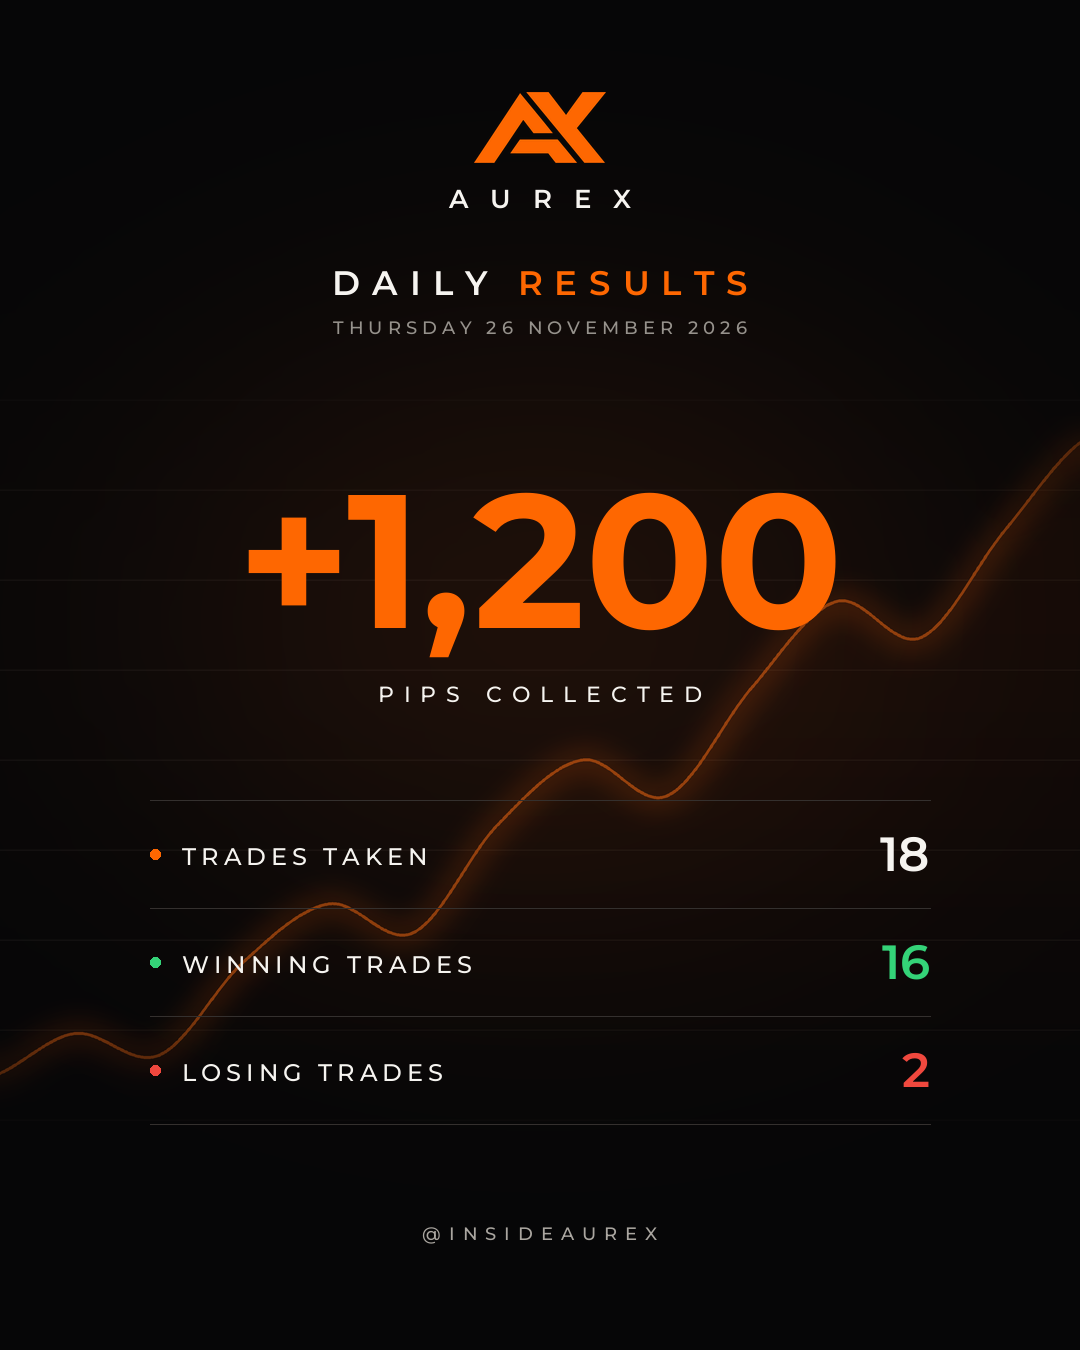 AX
AUREX
DAILY RESULTS
THURSDAY 26 NOVEMBER 2026
+1,200
PIPS COLLECTED
TRADES TAKEN 18
WINNING TRADES 16
LOSING TRADES 2
@INSIDEAUREX